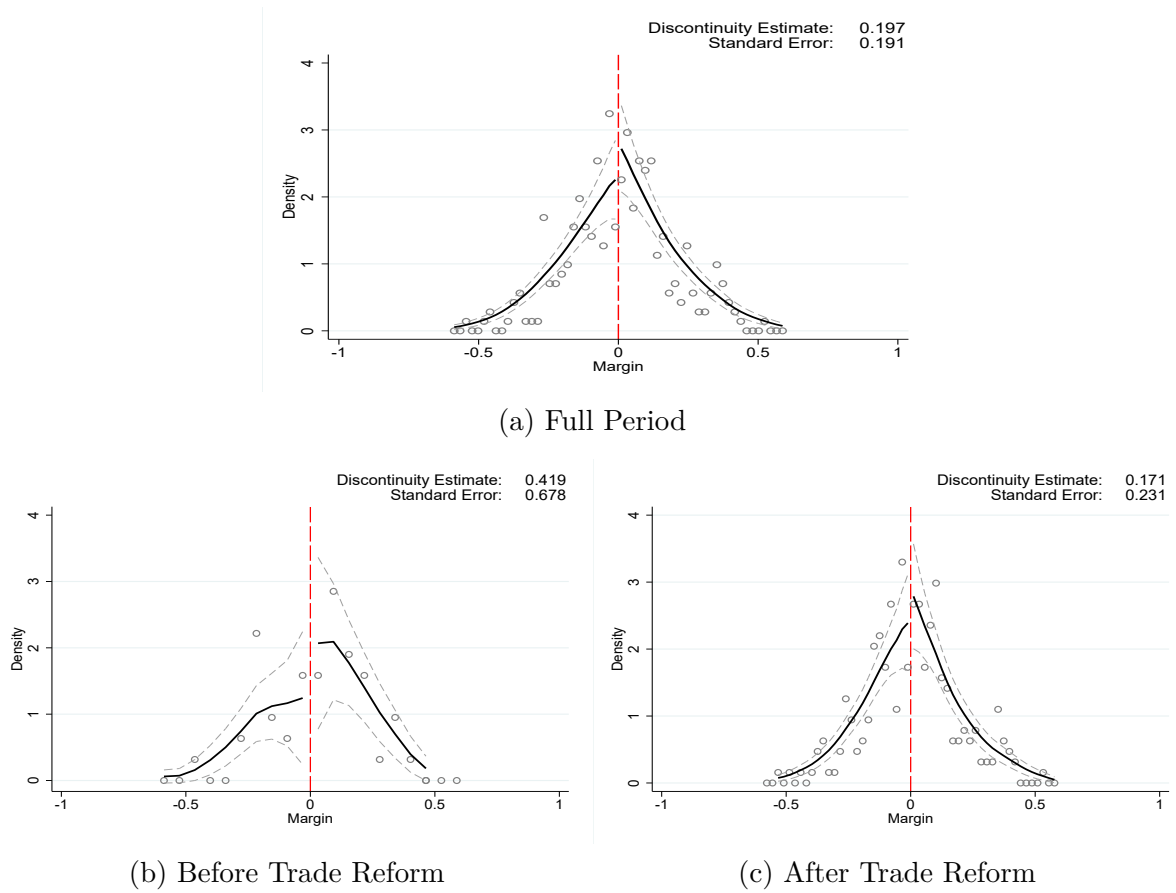 Discontinuity Estimate: 0.197
Standard Error: 0.191
4
3
2
1
0
Density
-1 -0.5 0 0.5 1
Margin
(a) Full Period
Discontinuity Estimate: 0.419
Standard Error: 0.678
4
3
2
1
0
Density
-1 -0.5 0 0.5 1
Margin
(b) Before Trade Reform
Discontinuity Estimate: 0.171
Standard Error: 0.231
4
3
2
1
0
Density
-1 -0.5 0 0.5 1
Margin
(c) After Trade Reform